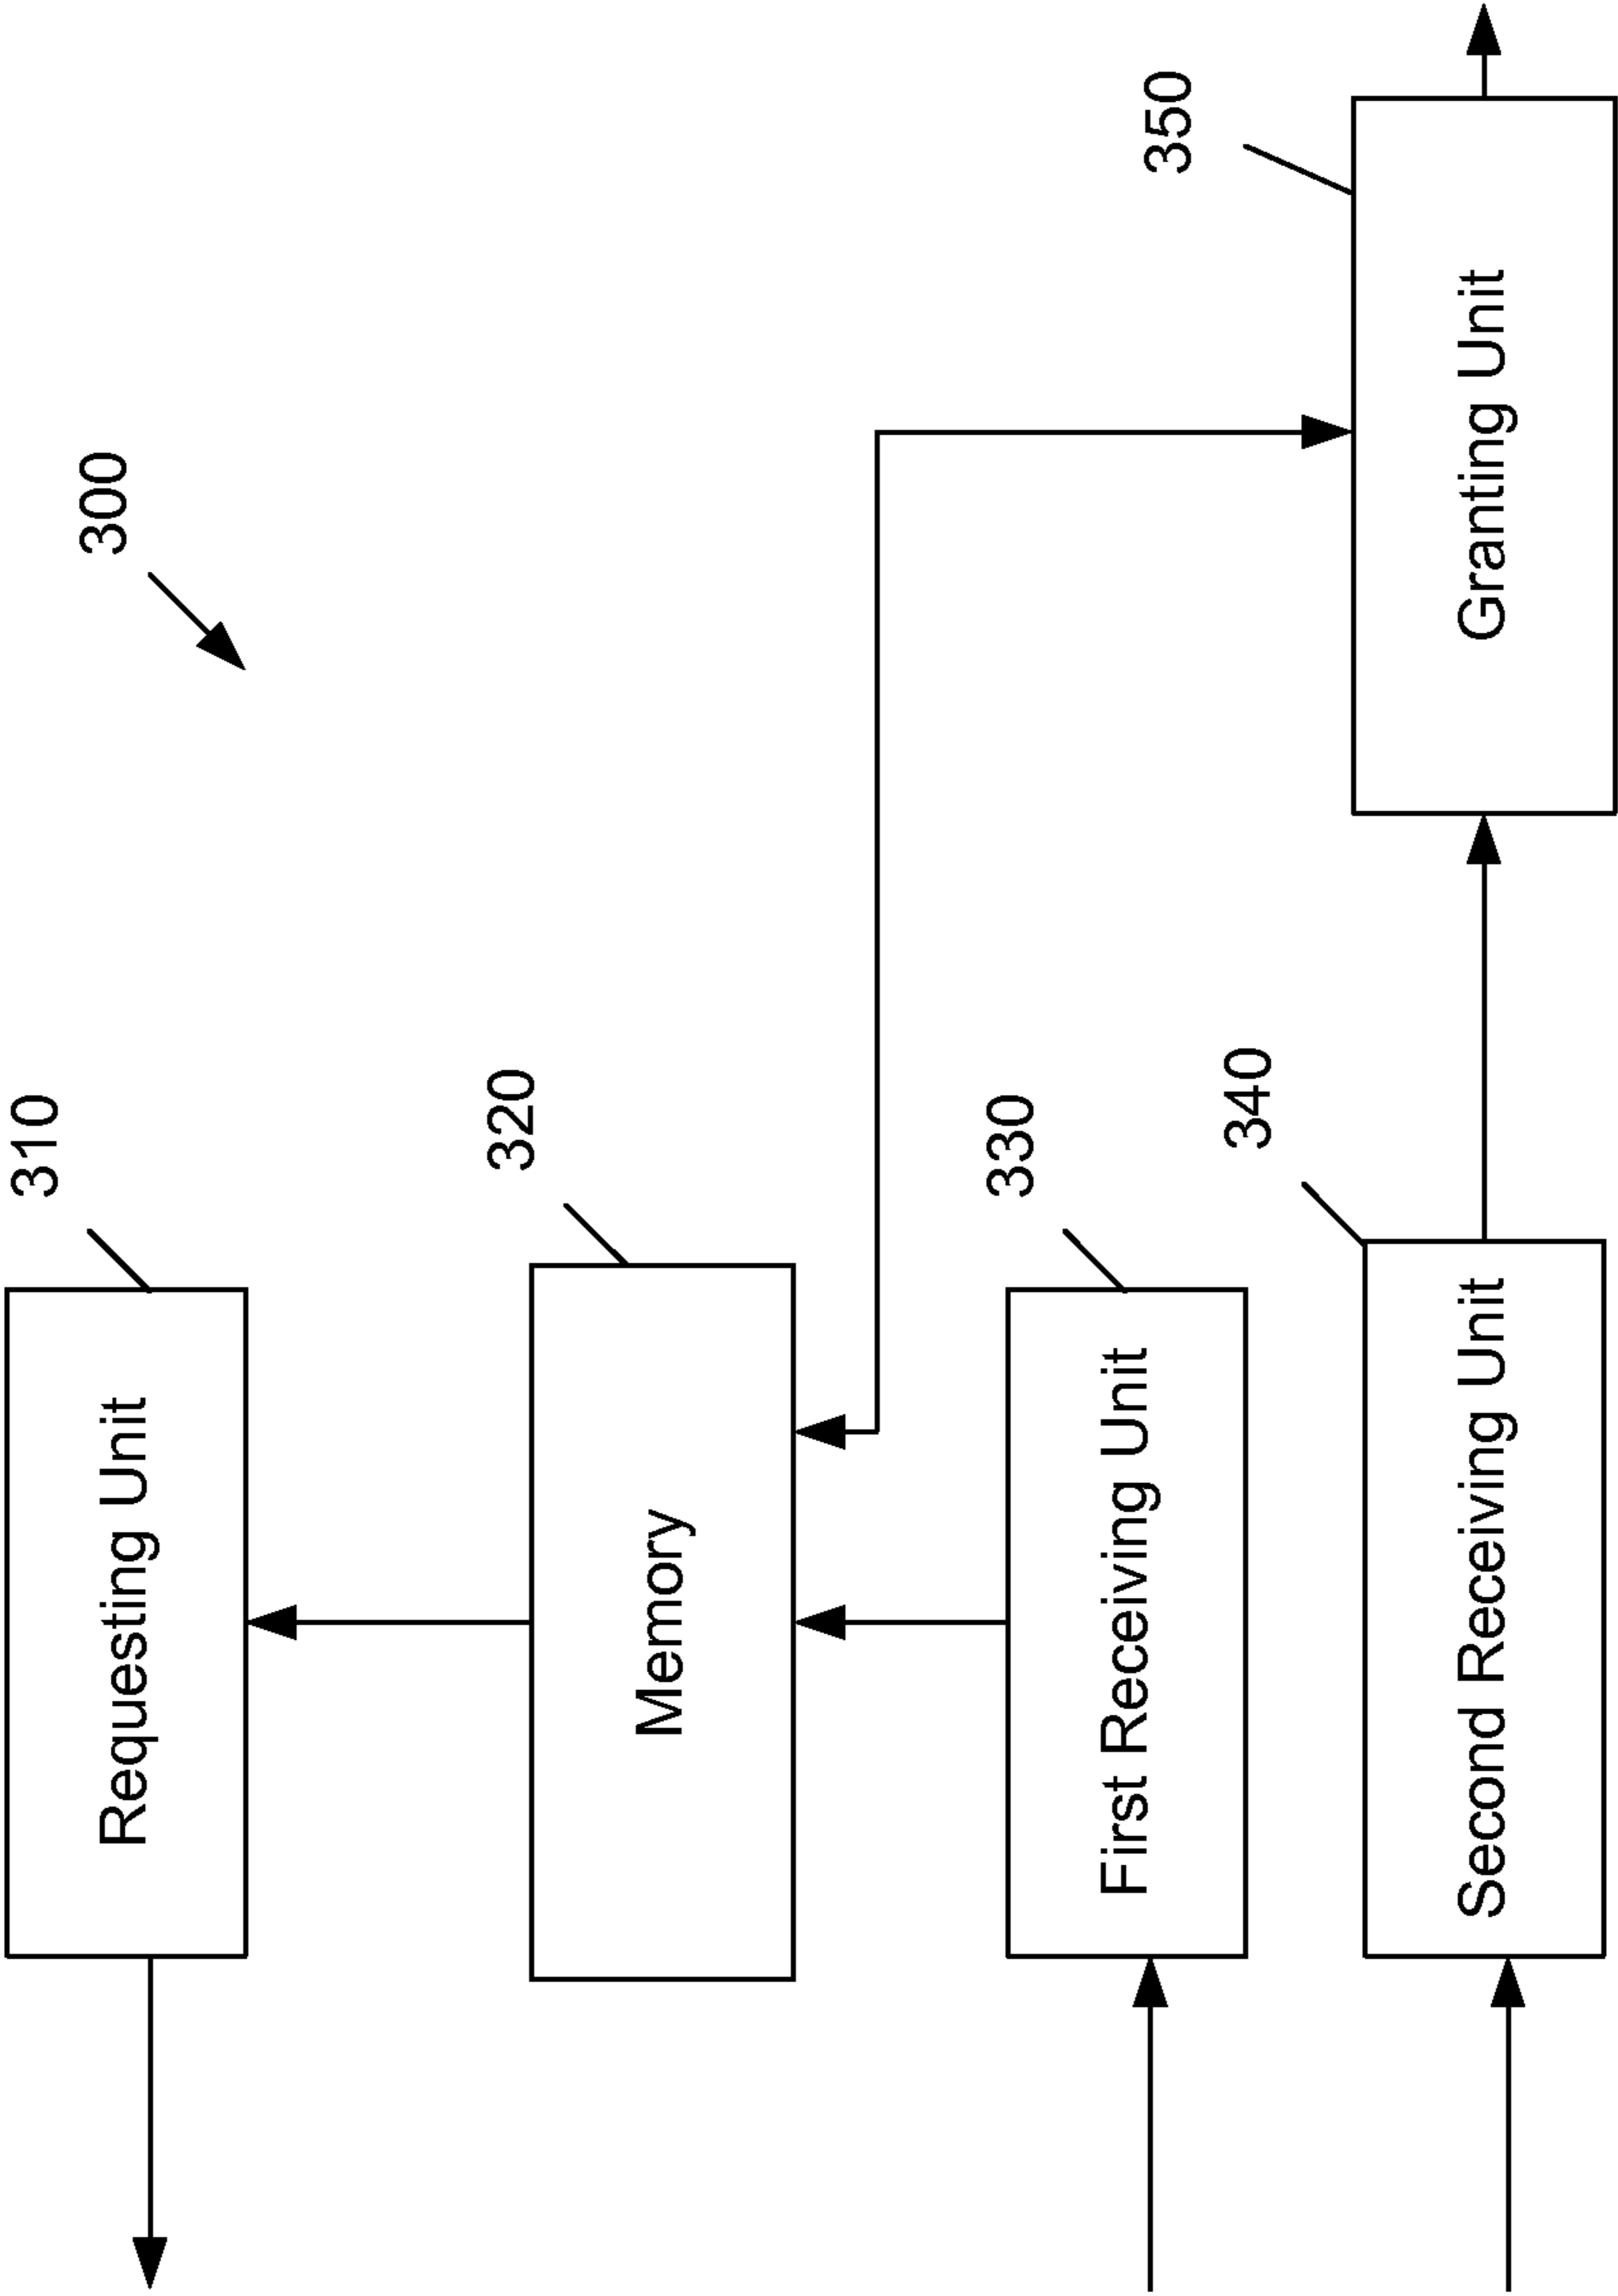 300
310
Requesting Unit
320
Memory
330
First Receiving Unit
340
Second Receiving Unit
350
Granting Unit